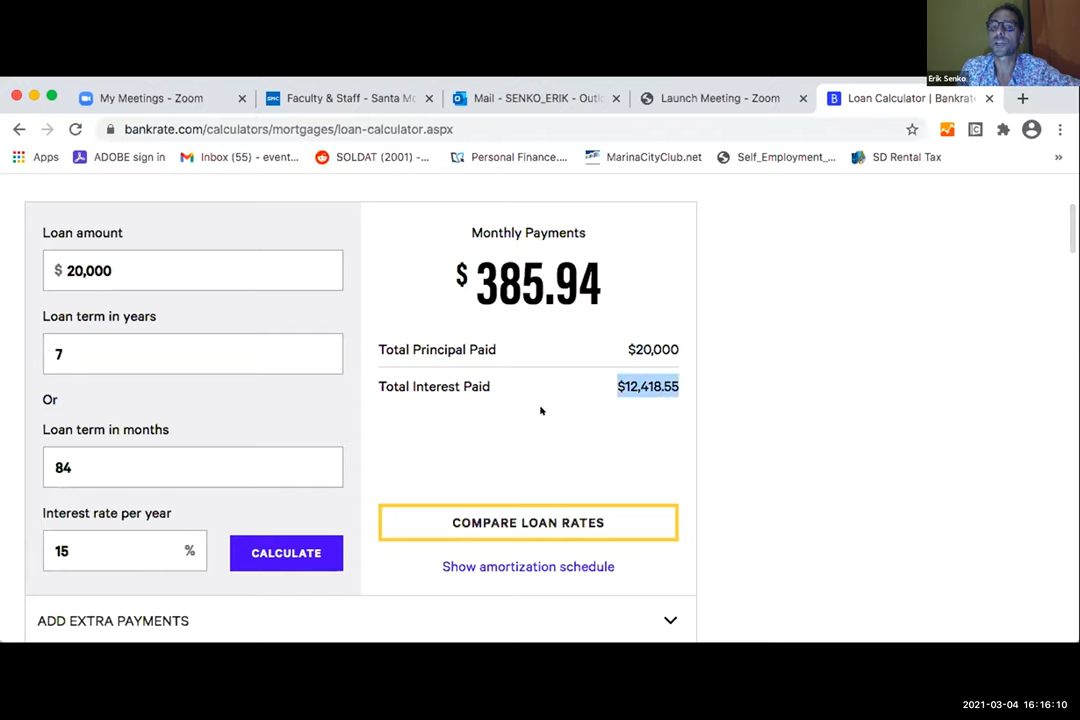 Erik Senko
My Meetings - Zoom
Faculty & Staff - Santa Mo
Mail - SENKO_ERIK - Outlo
Launch Meeting - Zoom
Loan Calculator | Bankrate
bankrate.com/calculators/mortgages/loan-calculator.aspx
Apps
ADOBE sign in
Inbox (55) - event...
SOLDAT (2001) -...
Personal Finance....
MarinaCityClub.net
Self_Employment_...
SD Rental Tax
»
Loan amount
$ 20,000
Loan term in years
7
Or
Loan term in months
84
Interest rate per year
15 %
CALCULATE
Monthly Payments
$ 385.94
Total Principal Paid $20,000
Total Interest Paid $12,418.55
COMPARE LOAN RATES
Show amortization schedule
ADD EXTRA PAYMENTS
2021-03-04 16:16:10